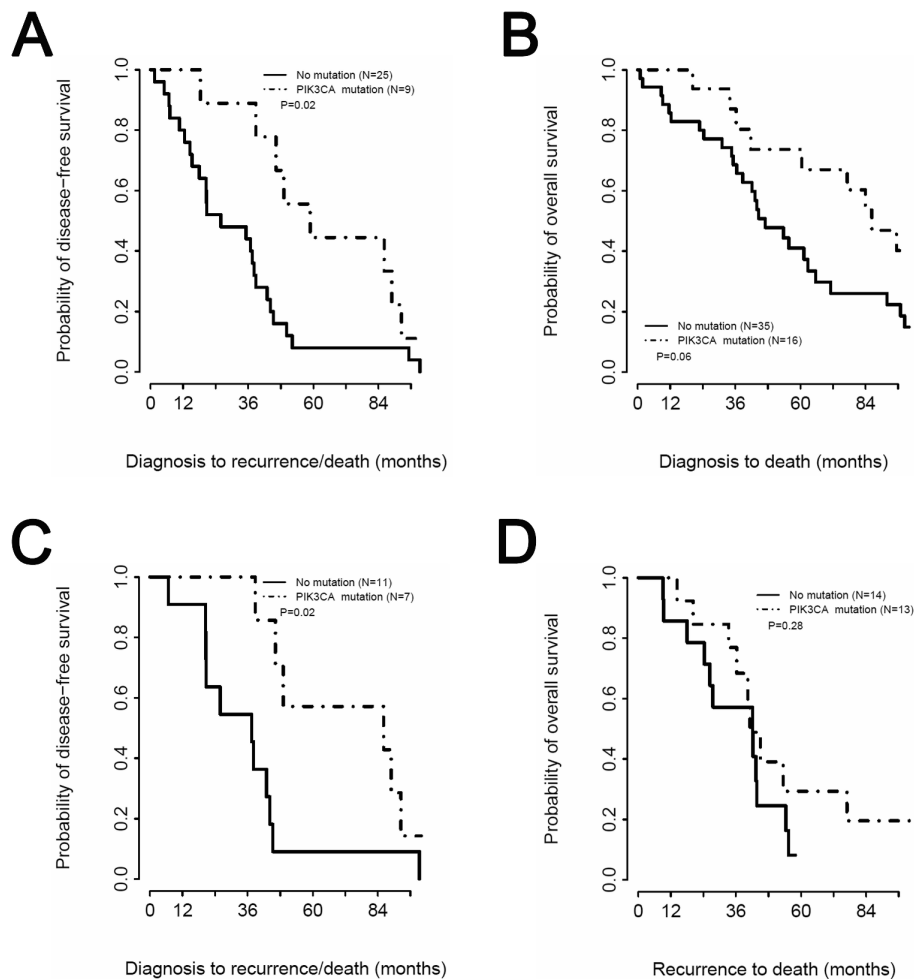 A
Probability of disease-free survival
0.0 0.2 0.4 0.6 0.8 1.0
No mutation (N=25)
PIK3CA mutation (N=9)
P=0.02
0 12 36 60 84
Diagnosis to recurrence/death (months)
B
Probability of overall survival
0.0 0.2 0.4 0.6 0.8 1.0
No mutation (N=35)
PIK3CA mutation (N=16)
P=0.06
0 12 36 60 84
Diagnosis to death (months)
C
Probability of disease-free survival
0.0 0.2 0.4 0.6 0.8 1.0
No mutation (N=11)
PIK3CA mutation (N=7)
P=0.02
0 12 36 60 84
Diagnosis to recurrence/death (months)
D
Probability of overall survival
0.0 0.2 0.4 0.6 0.8 1.0
No mutation (N=14)
PIK3CA mutation (N=13)
P=0.28
0 12 36 60 84
Recurrence to death (months)